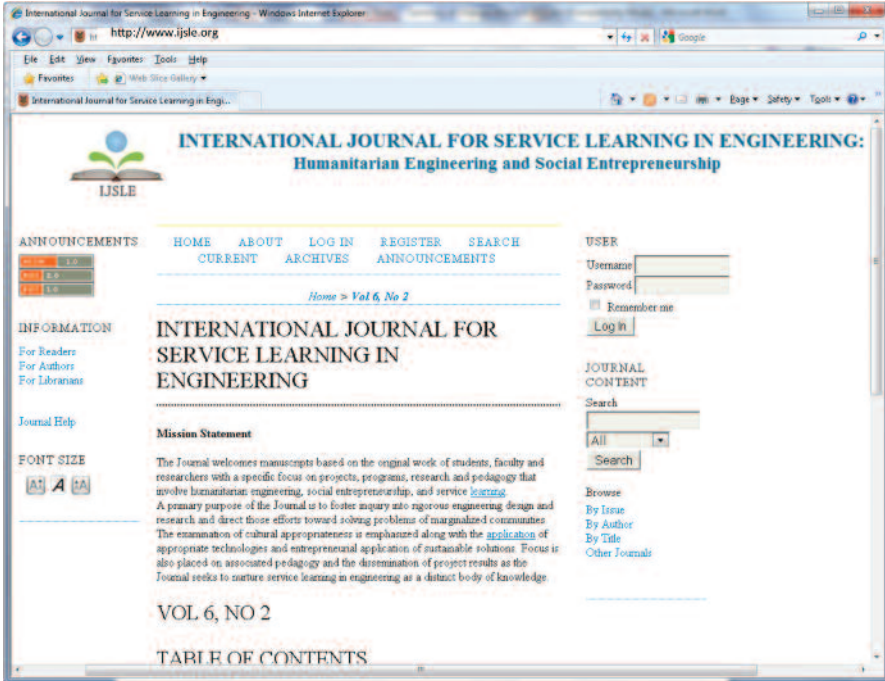 International Journal for Service Learning in Engineering - Windows Internet Explorer
http://www.ijsle.org
Google
File Edit View Favorites Tools Help
Favorites Web Slice Gallery
International Journal for Service Learning in Engi...
Page Safety Tools
INTERNATIONAL JOURNAL FOR SERVICE LEARNING IN ENGINEERING:
Humanitarian Engineering and Social Entrepreneurship
IJSLE
ANNOUNCEMENTS
1.0
2.0
1.0
INFORMATION
For Readers
For Authors
For Librarians
Journal Help
FONT SIZE
HOME ABOUT LOG IN REGISTER SEARCH
CURRENT ARCHIVES ANNOUNCEMENTS
Home > Vol 6, No 2
INTERNATIONAL JOURNAL FOR
SERVICE LEARNING IN
ENGINEERING
Mission Statement
The Journal welcomes manuscripts based on the original work of students, faculty and
researchers with a specific focus on projects, programs, research and pedagogy that
involve humanitarian engineering, social entrepreneurship, and service learning.
A primary purpose of the Journal is to foster inquiry into rigorous engineering design and
research and direct those efforts toward solving problems of marginalized communities.
The examination of cultural appropriateness is emphasized along with the application of
appropriate technologies and entrepreneurial application of sustainable solutions. Focus is
also placed on associated pedagogy and the dissemination of project results as the
Journal seeks to nurture service learning in engineering as a distinct body of knowledge.
VOL 6, NO 2
TABLE OF CONTENTS
USER
Username
Password
Remember me
Log In
JOURNAL
CONTENT
Search
All
Search
Browse
By Issue
By Author
By Title
Other Journals